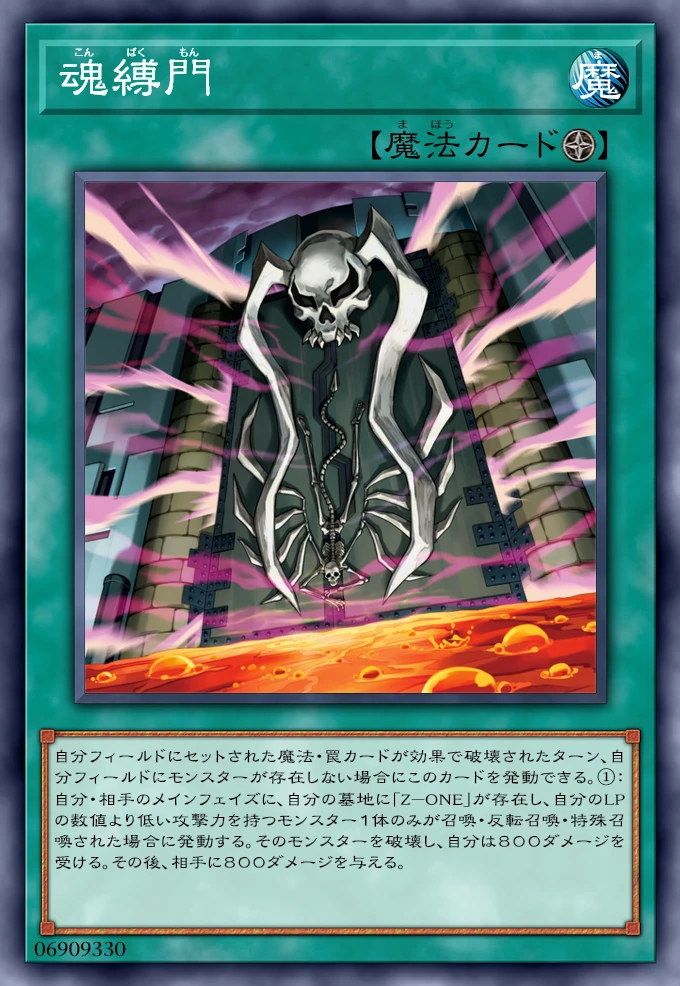 こん ばく もん
魂縛門
ま
魔
ま ほう
【魔法カード】
自分フィールドにセットされた魔法・罠カードが効果で破壊されたターン、自
分フィールドにモンスターが存在しない場合にこのカードを発動できる。①:
自分・相手のメインフェイズに、自分の墓地に「Z-ONE」が存在し、自分のLP
の数値より低い攻撃力を持つモンスター1体のみが召喚・反転召喚・特殊召
喚された場合に発動する。そのモンスターを破壊し、自分は800ダメージを
受ける。その後、相手に800ダメージを与える。
06909330